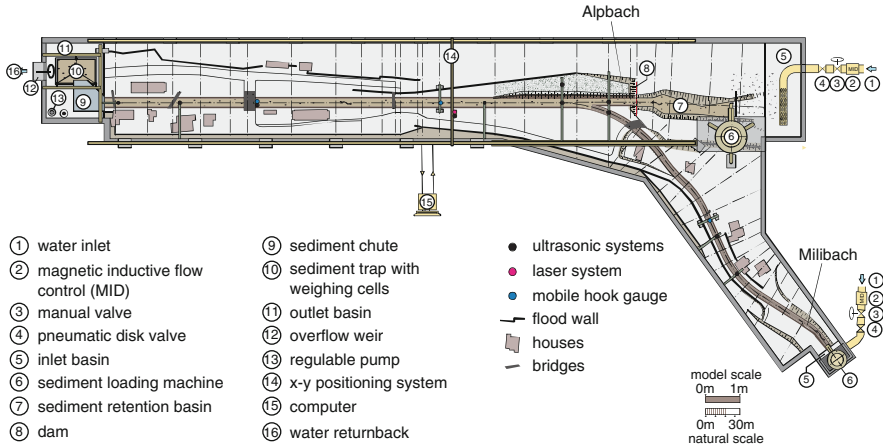 Alpbach
11
14
8
5
16
10
MID
12
13
9
7
4
3
2
1
6
15
Milibach
1
MID
2
3
4
5
6
1 water inlet
2 magnetic inductive flow
control (MID)
3 manual valve
4 pneumatic disk valve
5 inlet basin
6 sediment loading machine
7 sediment retention basin
8 dam
9 sediment chute
10 sediment trap with
weighing cells
11 outlet basin
12 overflow weir
13 regulable pump
14 x-y positioning system
15 computer
16 water returnback
ultrasonic systems
laser system
mobile hook gauge
flood wall
houses
bridges
model scale
0m 1m
0m 30m
natural scale